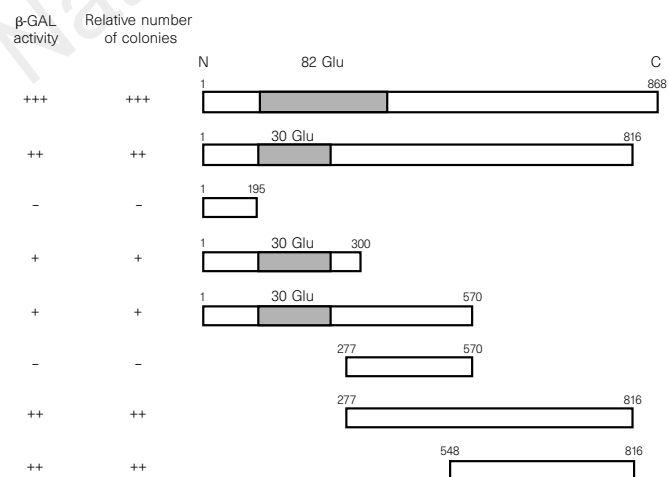 β-GAL activity
Relative number of colonies
N 82 Glu C
1 868
+++ +++
1 30 Glu 816
++ ++
1 195
– –
1 30 Glu 300
+ +
1 30 Glu 570
+ +
277 570
– –
277 816
++ ++
548 816
++ ++